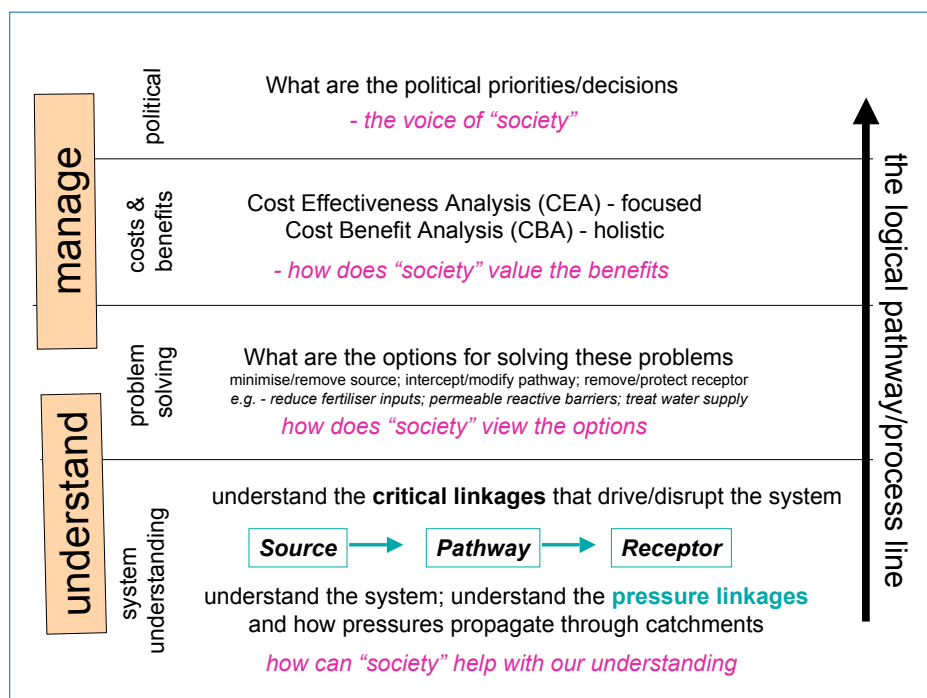 manage
understand
political
What are the political priorities/decisions
- the voice of “society”
costs &
benefits
Cost Effectiveness Analysis (CEA) - focused
Cost Benefit Analysis (CBA) - holistic
- how does “society” value the benefits
problem
solving
What are the options for solving these problems
minimise/remove source; intercept/modify pathway; remove/protect receptor
e.g. - reduce fertiliser inputs; permeable reactive barriers; treat water supply
how does “society” view the options
system
understanding
understand the critical linkages that drive/disrupt the system
Source Pathway Receptor
understand the system; understand the pressure linkages
and how pressures propagate through catchments
how can “society” help with our understanding
the logical pathway/process line